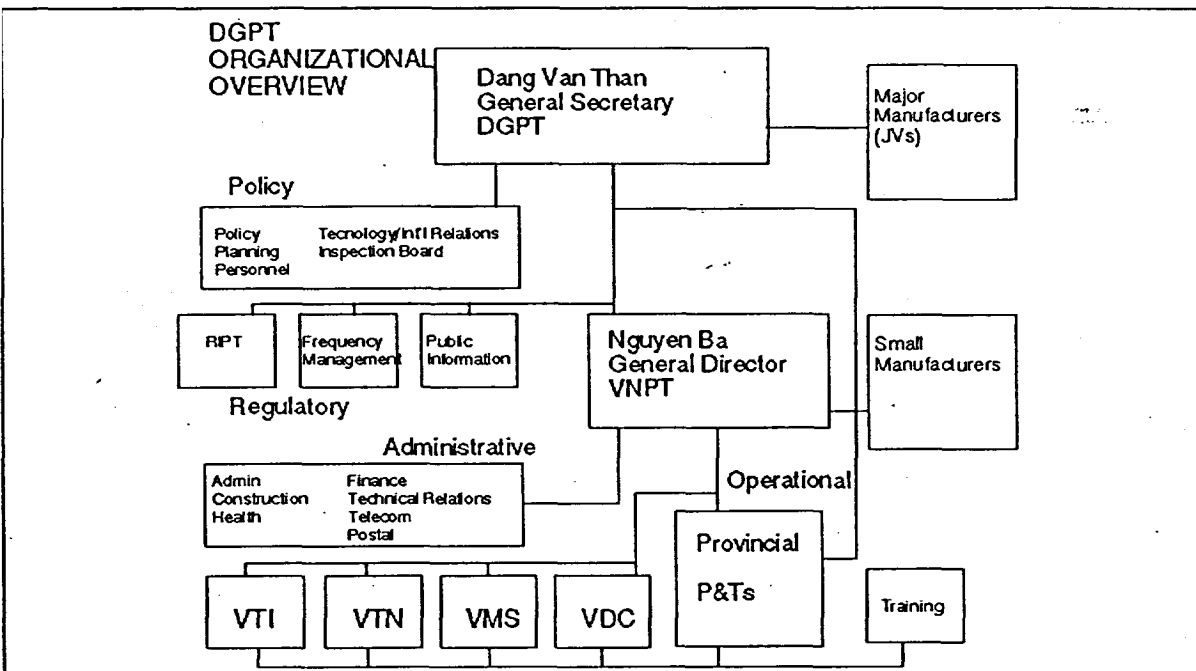 DGPT
ORGANIZATIONAL
OVERVIEW
Dang Van Than
General Secretary
DGPT
Major
Manufacturers
(JVs)
Policy
Policy Tecnology/Int'l Relations
Planning Inspection Board
Personnel
RIPT
Frequency
Management
Public
Information
Nguyen Ba
General Director
VNPT
Small
Manufacturers
Regulatory
Administrative
Admin Finance
Construction Technical Relations
Health Telecom
Postal
Operational
Provincial
P&Ts
VTI
VTN
VMS
VDC
Training